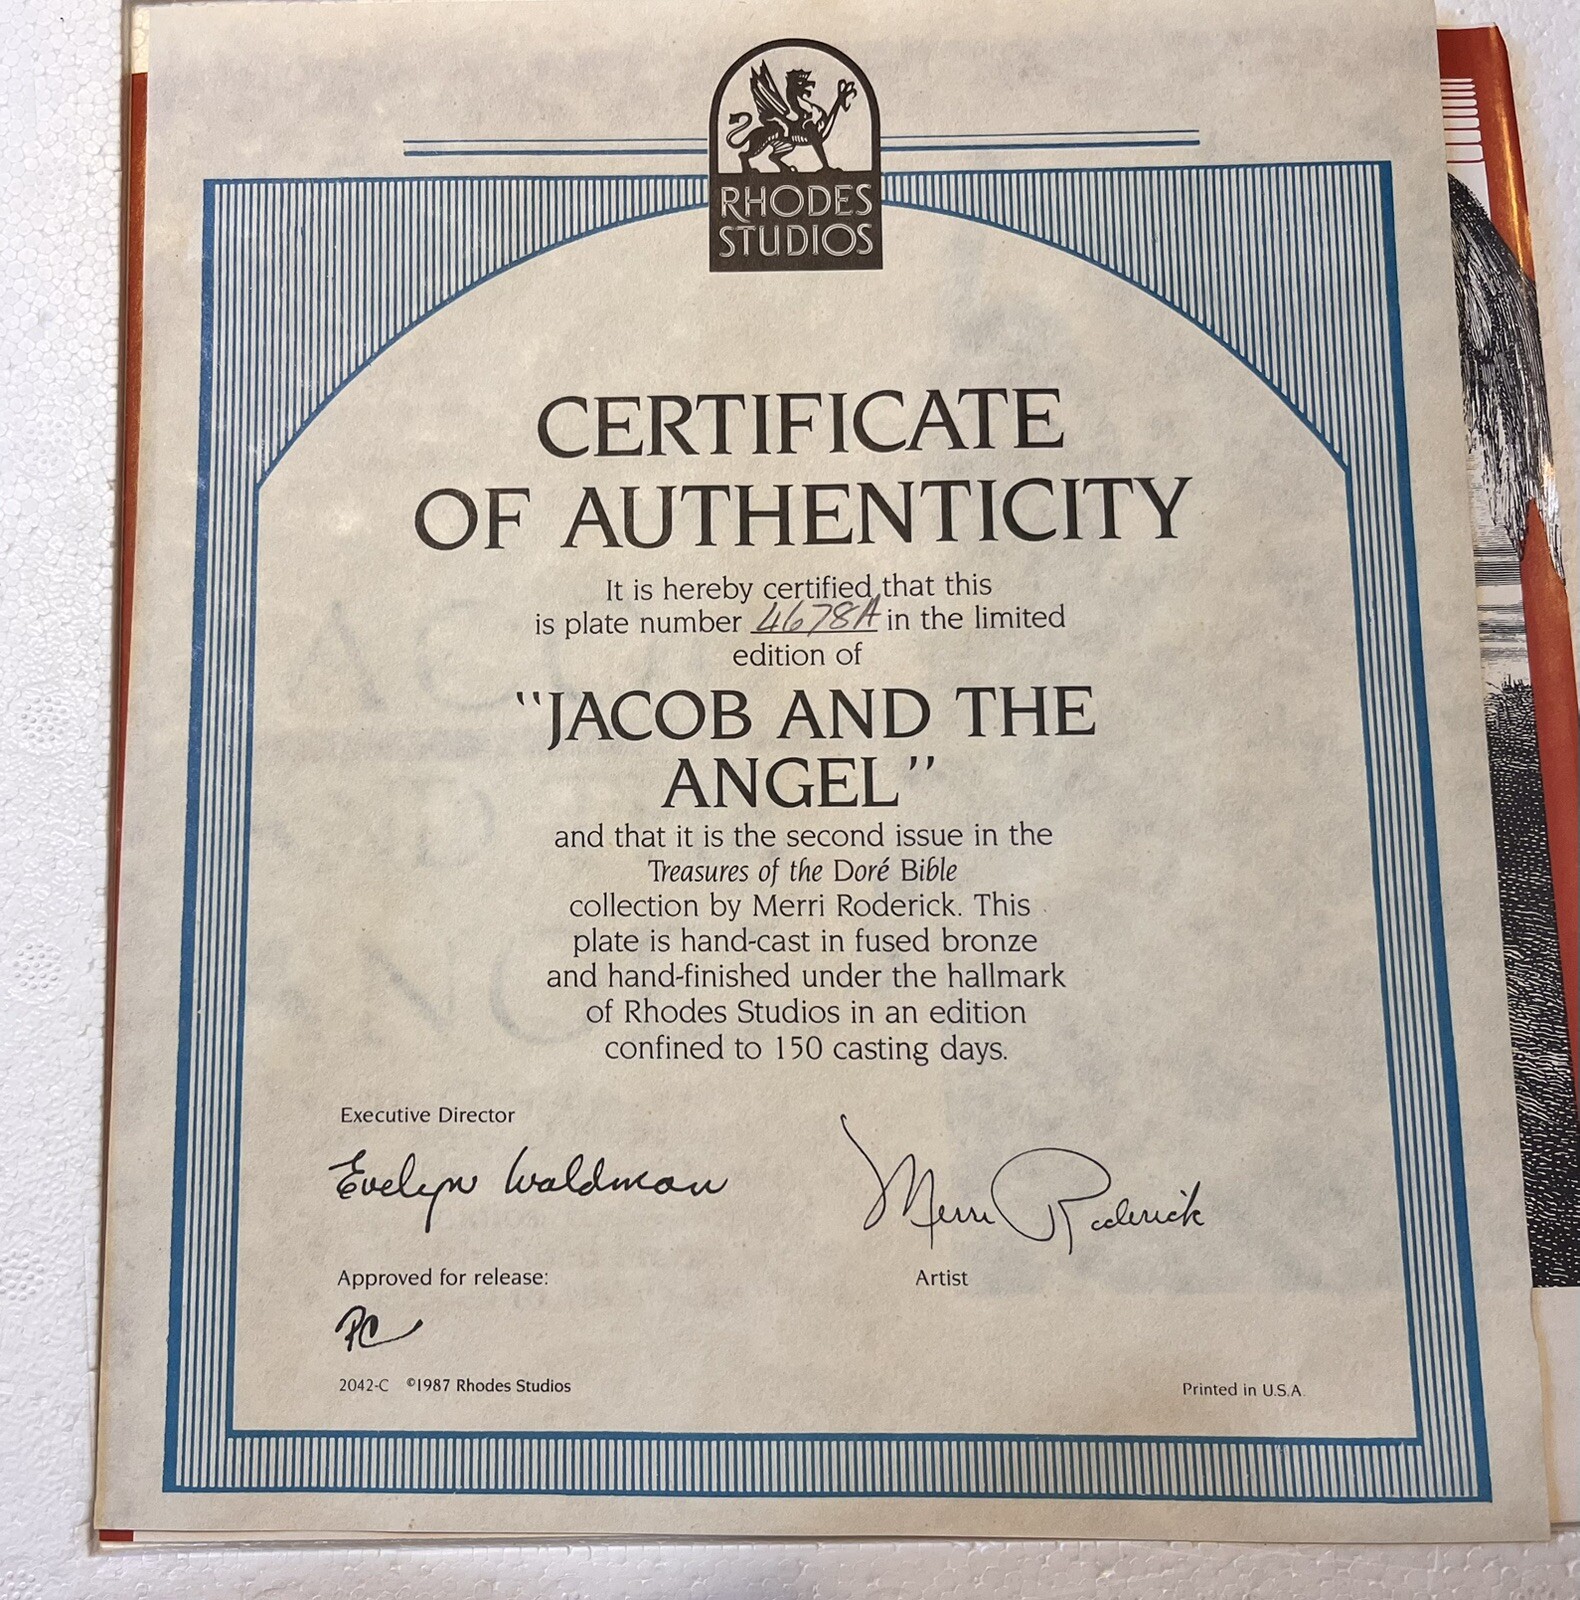 RHODES
STUDIOS
CERTIFICATE
OF AUTHENTICITY
It is hereby certified that this
is plate number 4678A in the limited
edition of
"JACOB AND THE
ANGEL"
and that it is the second issue in the
Treasures of the Doré Bible
collection by Merri Roderick. This
plate is hand-cast in fused bronze
and hand-finished under the hallmark
of Rhodes Studios in an edition
confined to 150 casting days.
Executive Director
Evelyn Waldman
Merri Roderick
Approved for release:
Artist
PC
2042-C ©1987 Rhodes Studios
Printed in U.S.A.